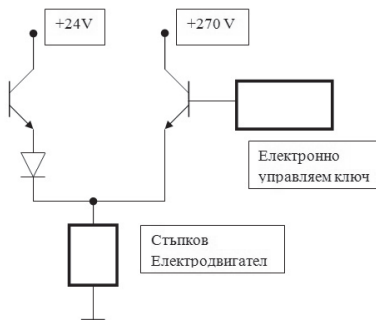 +24V
+270 V
Електронно
управляем ключ
Стъпков
Електродвигател